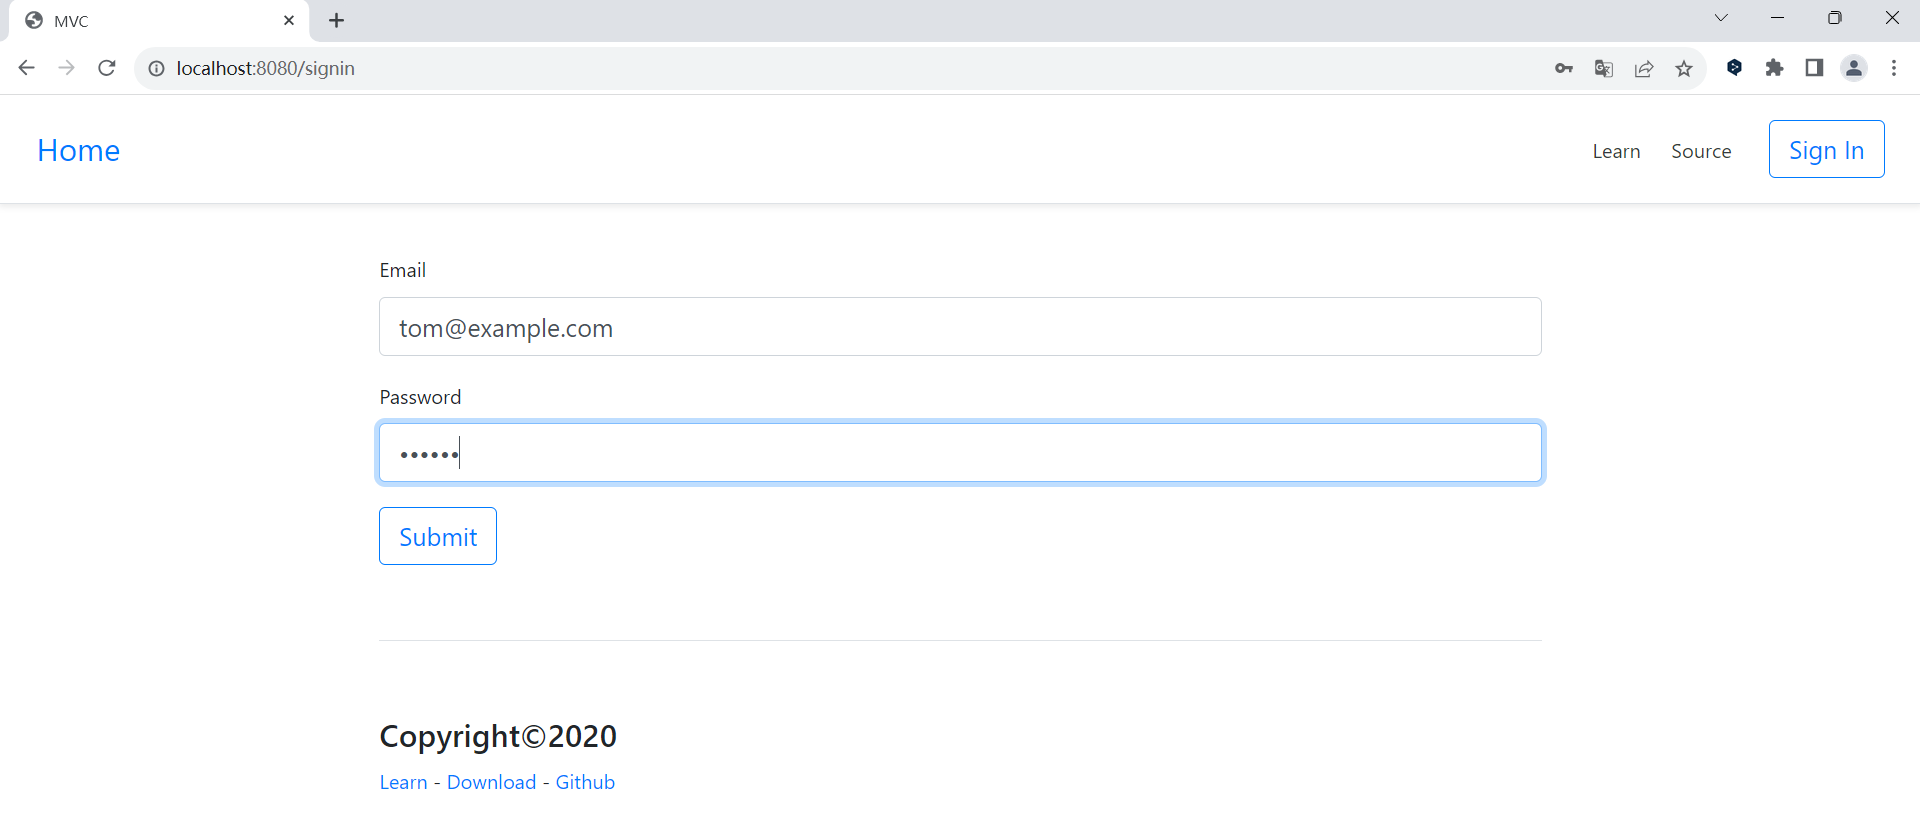 MVC
localhost:8080/signin
Home
Learn
Source
Sign In
Email
tom@example.com
Password
••••••
Submit
Copyright©2020
Learn - Download - Github